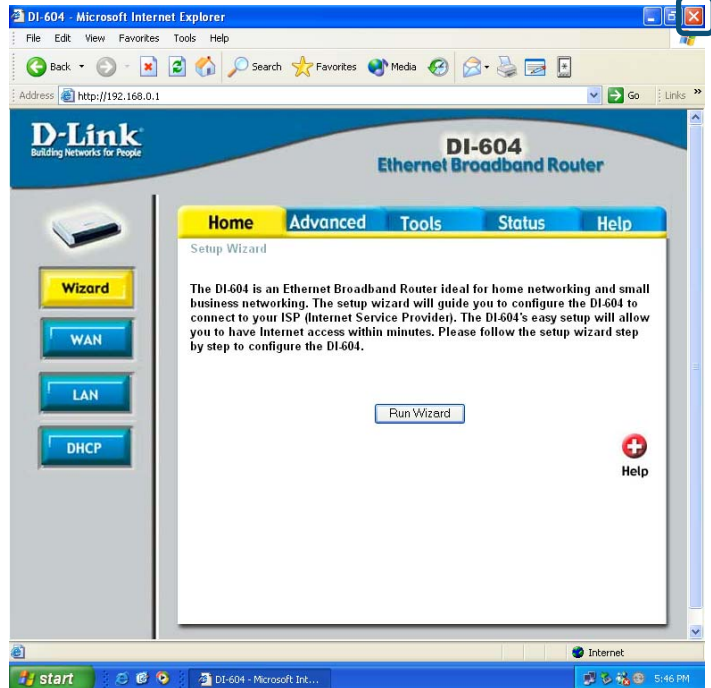 DI-604 - Microsoft Internet Explorer
File Edit View Favorites Tools Help
Back Search Favorites Media
Address http://192.168.0.1 Go Links »
D-Link
Building Networks for People
DI-604
Ethernet Broadband Router
Home Advanced Tools Status Help
Setup Wizard
Wizard
WAN
LAN
DHCP
The DI-604 is an Ethernet Broadband Router ideal for home networking and small
business networking. The setup wizard will guide you to configure the DI-604 to
connect to your ISP (Internet Service Provider). The DI-604's easy setup will allow
you to have Internet access within minutes. Please follow the setup wizard step
by step to configure the DI-604.
Run Wizard
Help
Internet
start DI-604 - Microsoft Int... 5:46 PM